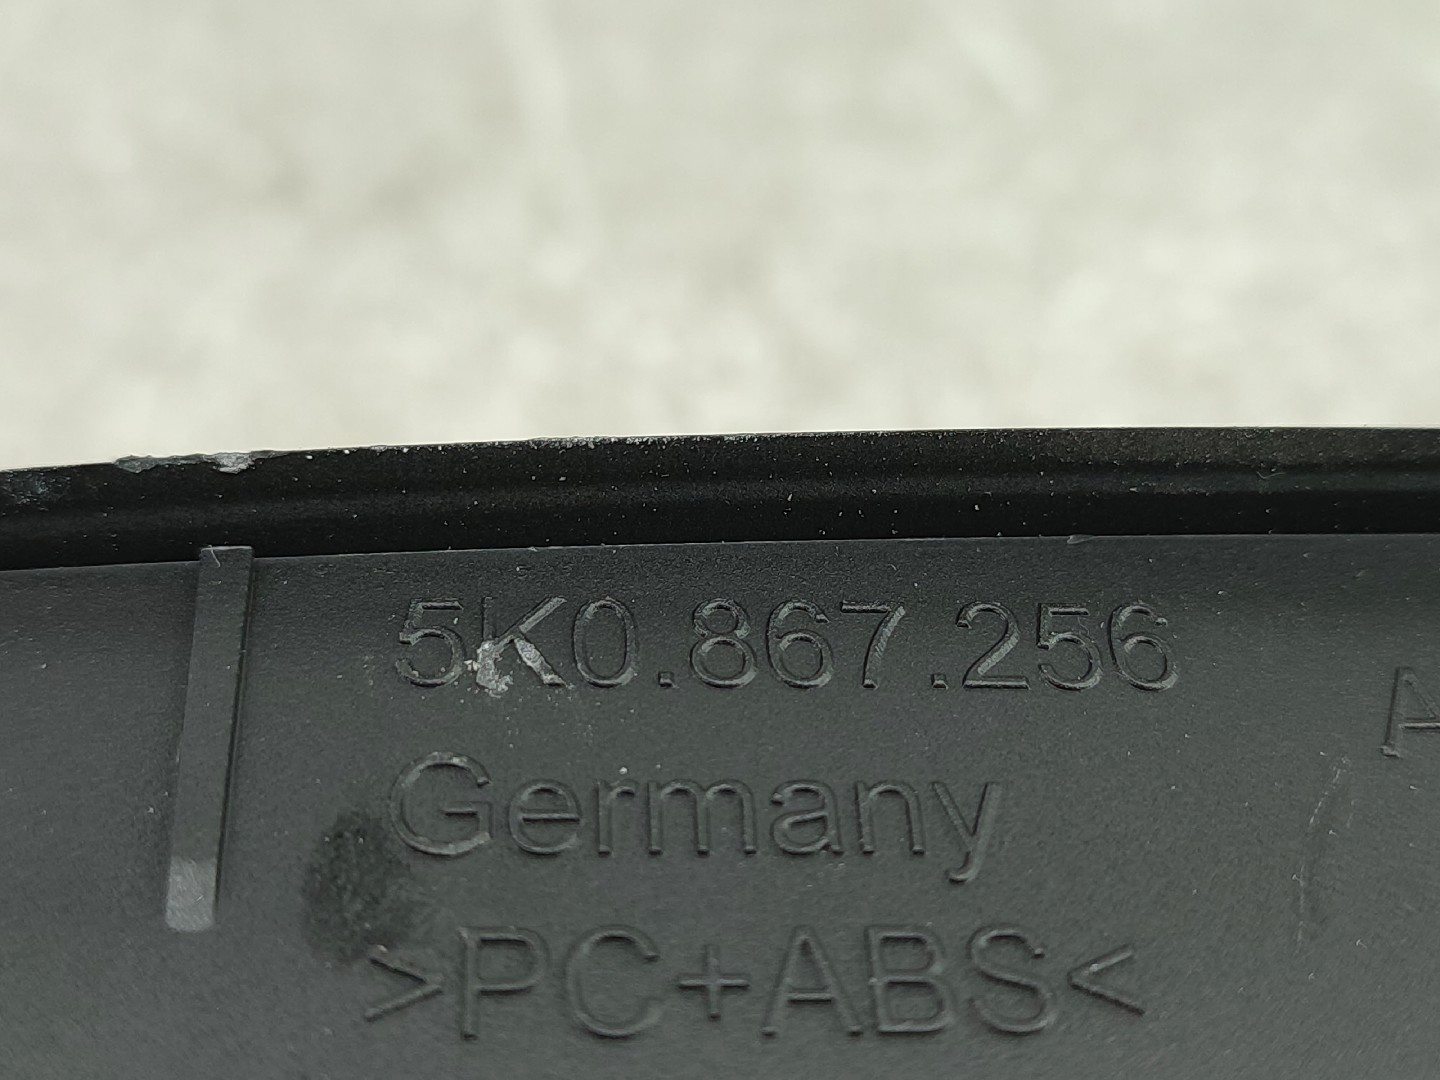 5K0.867.256
A
Germany
>PC+ABS<